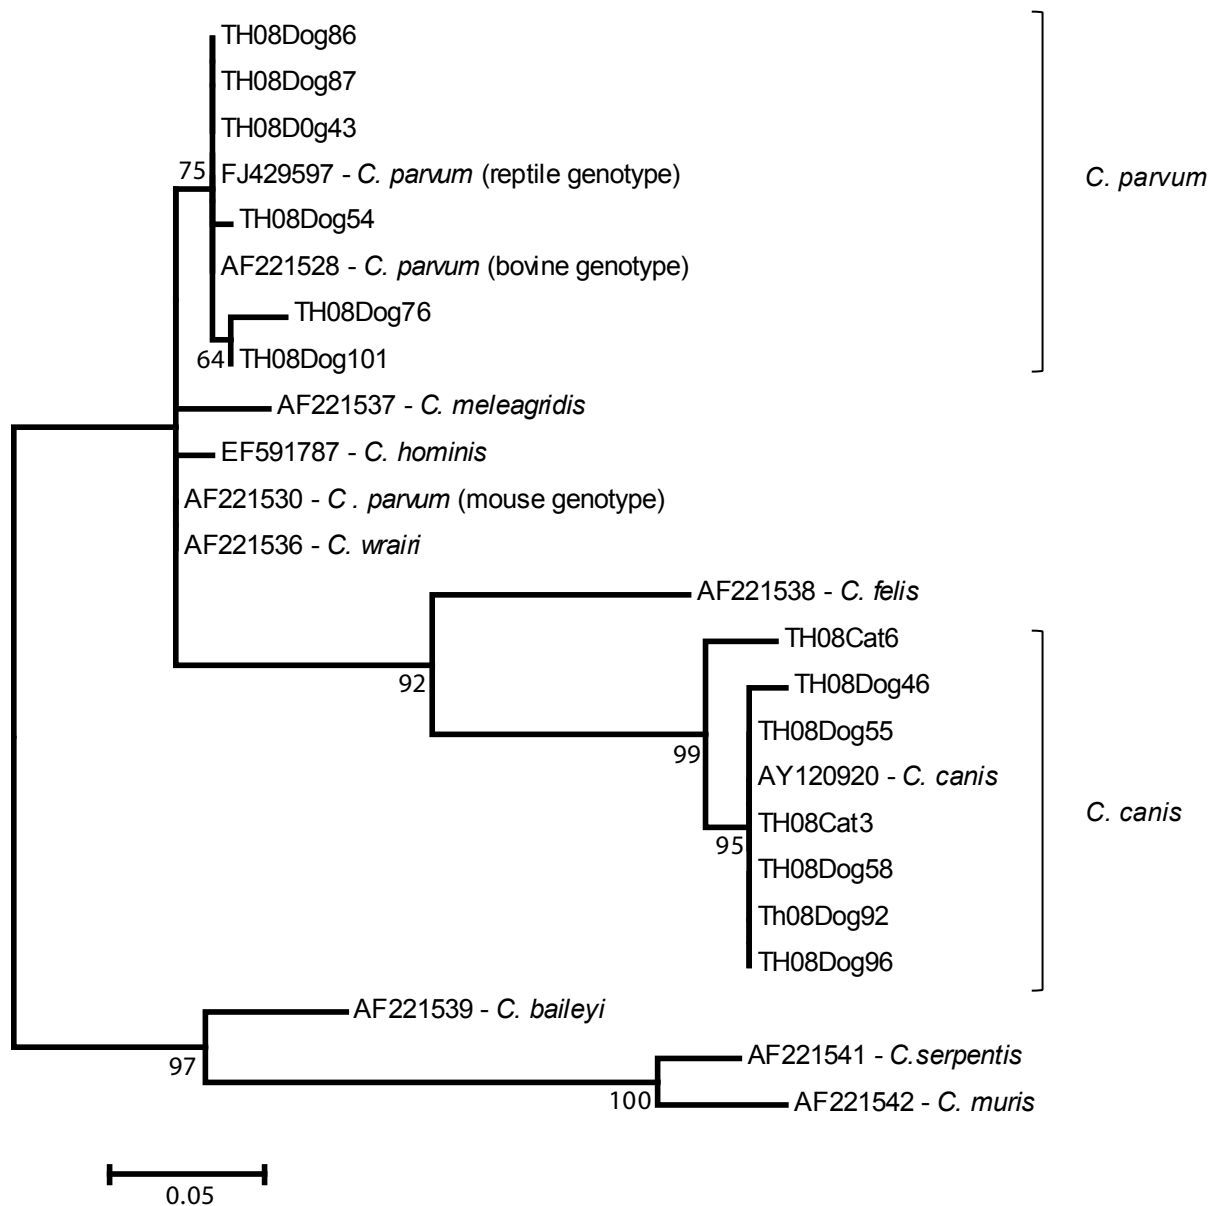 TH08Dog86
TH08Dog87
TH08D0g43
75
FJ429597 - C. parvum (reptile genotype)
C. parvum
TH08Dog54
AF221528 - C. parvum (bovine genotype)
TH08Dog76
64
TH08Dog101
AF221537 - C. meleagridis
EF591787 - C. hominis
AF221530 - C . parvum (mouse genotype)
AF221536 - C. wrairi
AF221538 - C. felis
TH08Cat6
92
TH08Dog46
TH08Dog55
99
AY120920 - C. canis
C. canis
TH08Cat3
95
TH08Dog58
Th08Dog92
TH08Dog96
AF221539 - C. baileyi
97
AF221541 - C.serpentis
100
AF221542 - C. muris
0.05